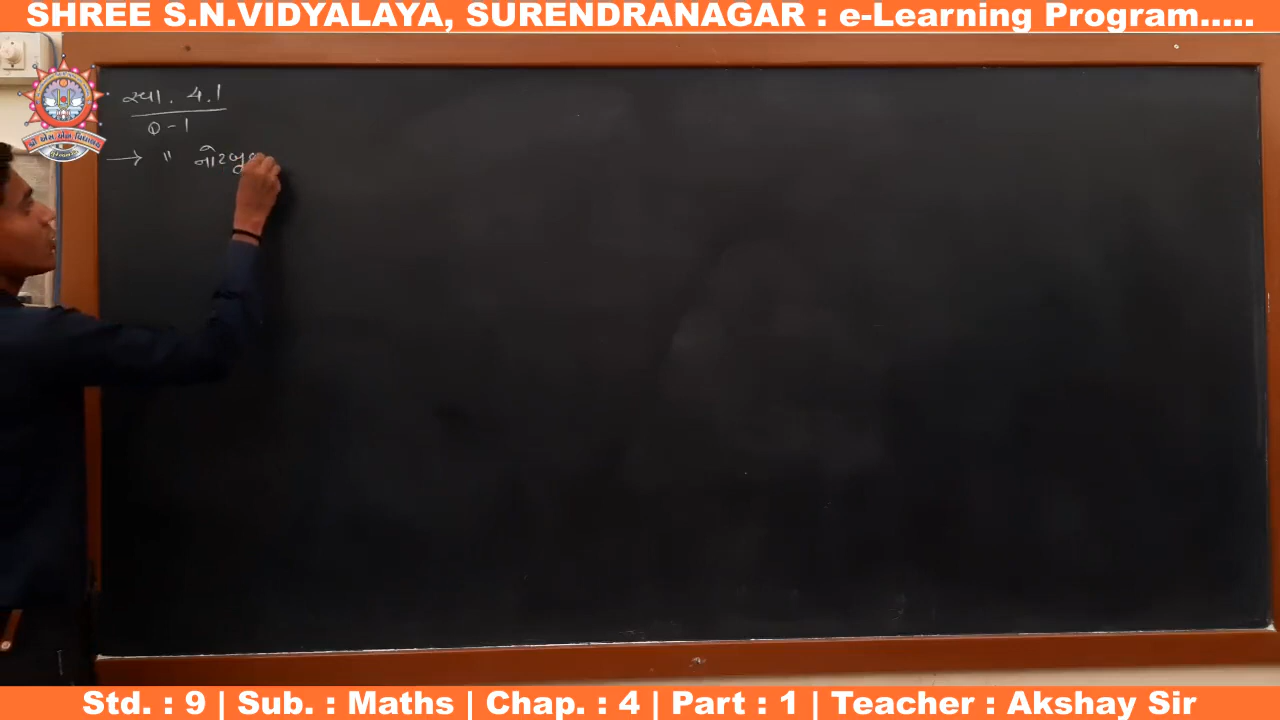 SHREE S.N.VIDYALAYA, SURENDRANAGAR : e-Learning Program.....
સ્વા. 4.1
Q-1
→ " નોટબુક
Std. : 9 | Sub. : Maths | Chap. : 4 | Part : 1 | Teacher : Akshay Sir